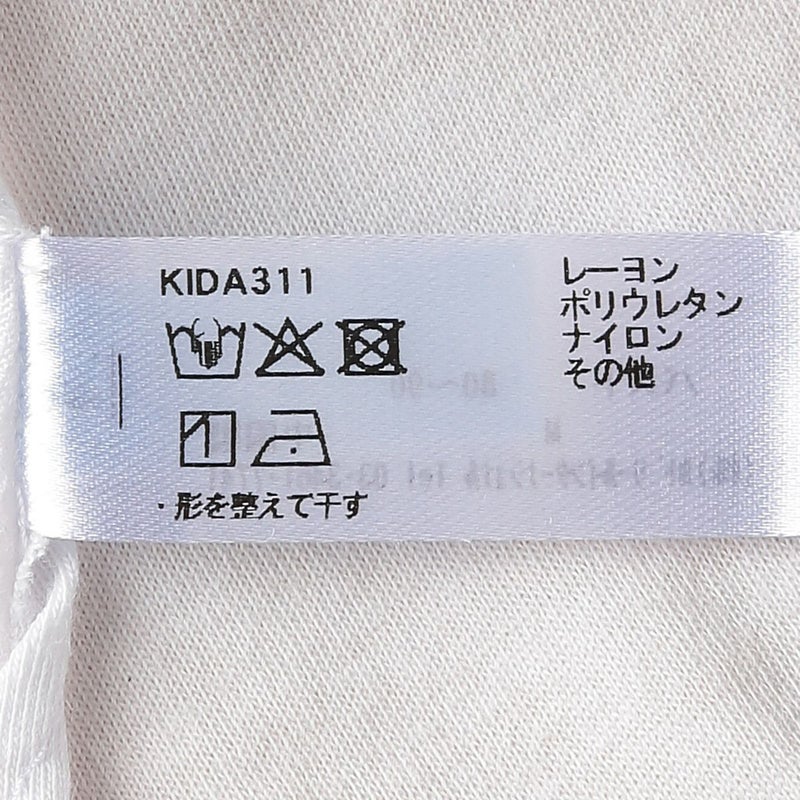 KIDA311
・形を整えて干す
レーヨン
ポリウレタン
ナイロン
その他